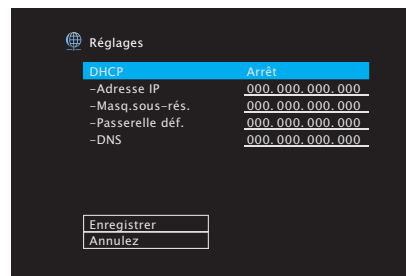 Réglages
DHCP Arrêt
-Adresse IP 000.000.000.000
-Masq.sous-rés. 000.000.000.000
-Passerelle déf. 000.000.000.000
-DNS 000.000.000.000
Enregistrer
Annulez